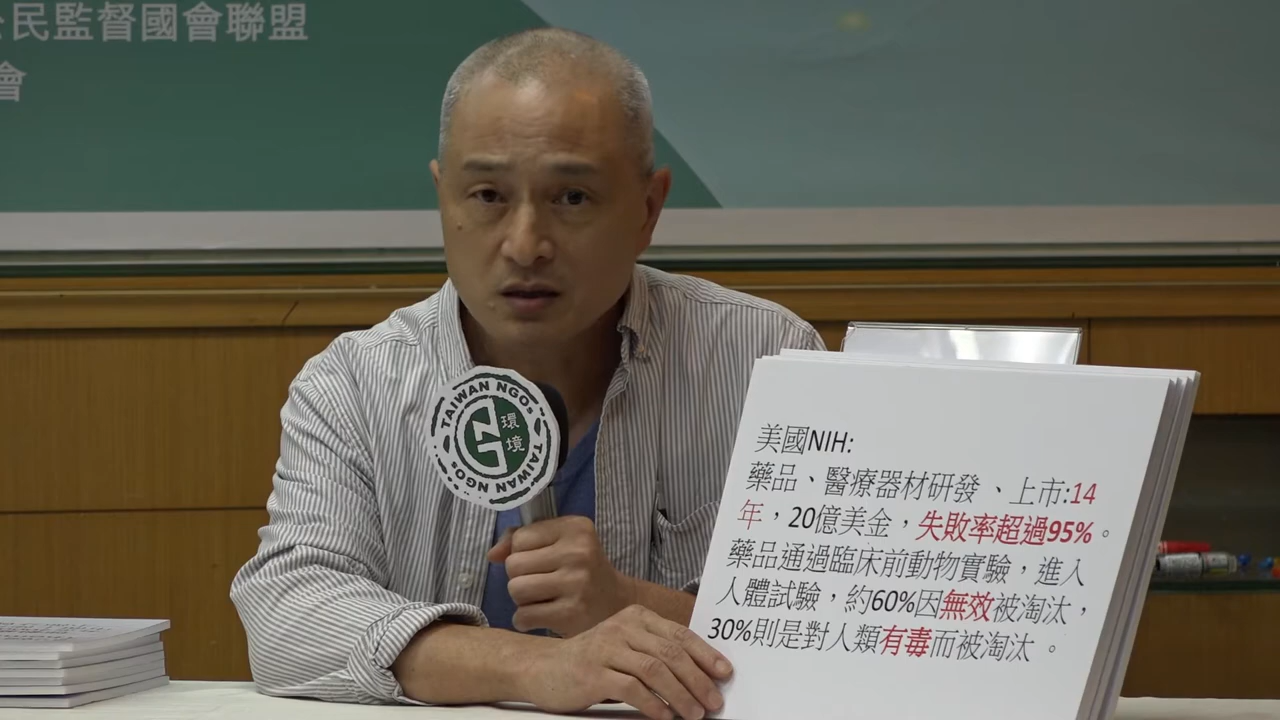 公民監督國會聯盟
會
TAIWAN NGOs
環境
TAIWAN NGOs
美國NIH:
藥品、醫療器材研發 、上市:14
年，20億美金，失敗率超過95%。
藥品通過臨床前動物實驗，進入
人體試驗，約60%因無效被淘汰，
30%則是對人類有毒而被淘汰 。